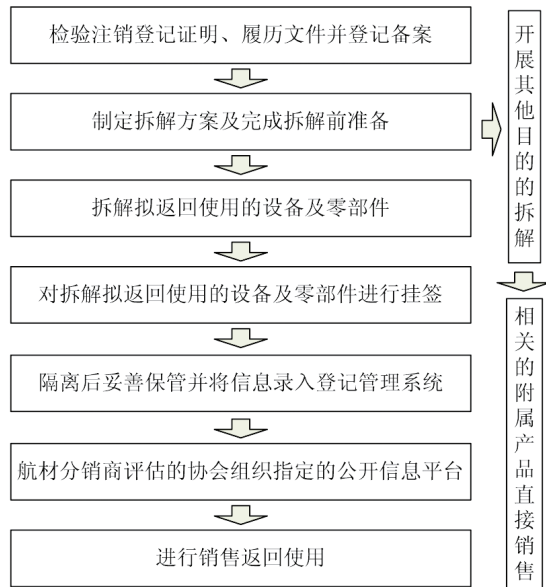 检验注销登记证明、履历文件并登记备案
制定拆解方案及完成拆解前准备
拆解拟返回使用的设备及零部件
对拆解拟返回使用的设备及零部件进行挂签
隔离后妥善保管并将信息录入登记管理系统
航材分销商评估的协会组织指定的公开信息平台
进行销售返回使用
开展其他目的的拆解
相关的附属产品直接销售